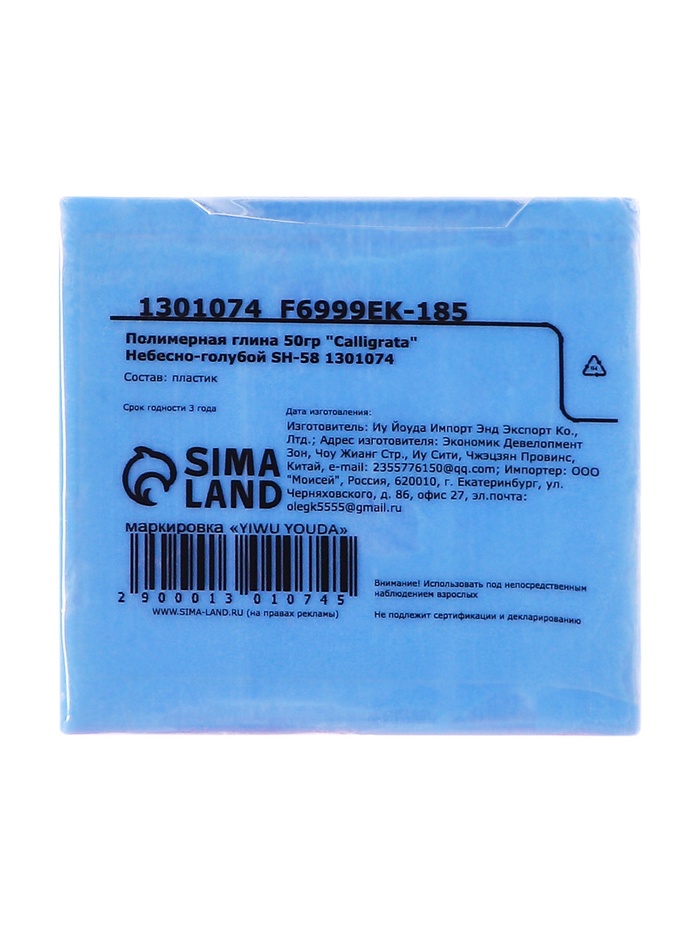 1301074 F6999EK-185
Полимерная глина 50гр "Calligrata"
Небесно-голубой SH-58 1301074
Состав: пластик
Срок годности 3 года
Дата изготовления:
Изготовитель: Иу Йоуда Импорт Энд Экспорт Ко.,
Лтд.; Адрес изготовителя: Экономик Девелопмент
Зон, Чоу Жианг Стр., Иу Сити, Чжэцзян Провинс,
Китай, e-mail: 2355776150@qq.com; Импортер: ООО
"Моисей", Россия, 620010, г. Екатеринбург, ул.
Черняховского, д. 86, офис 27, эл.почта:
olegk5555@gmail.ru
SIMA
LAND
маркировка «YIWU YOUDA»
2 900013 010745
WWW.SIMA-LAND.RU (на правах рекламы)
Внимание! Использовать под непосредственным
наблюдением взрослых
Не подлежит сертификации и декларированию